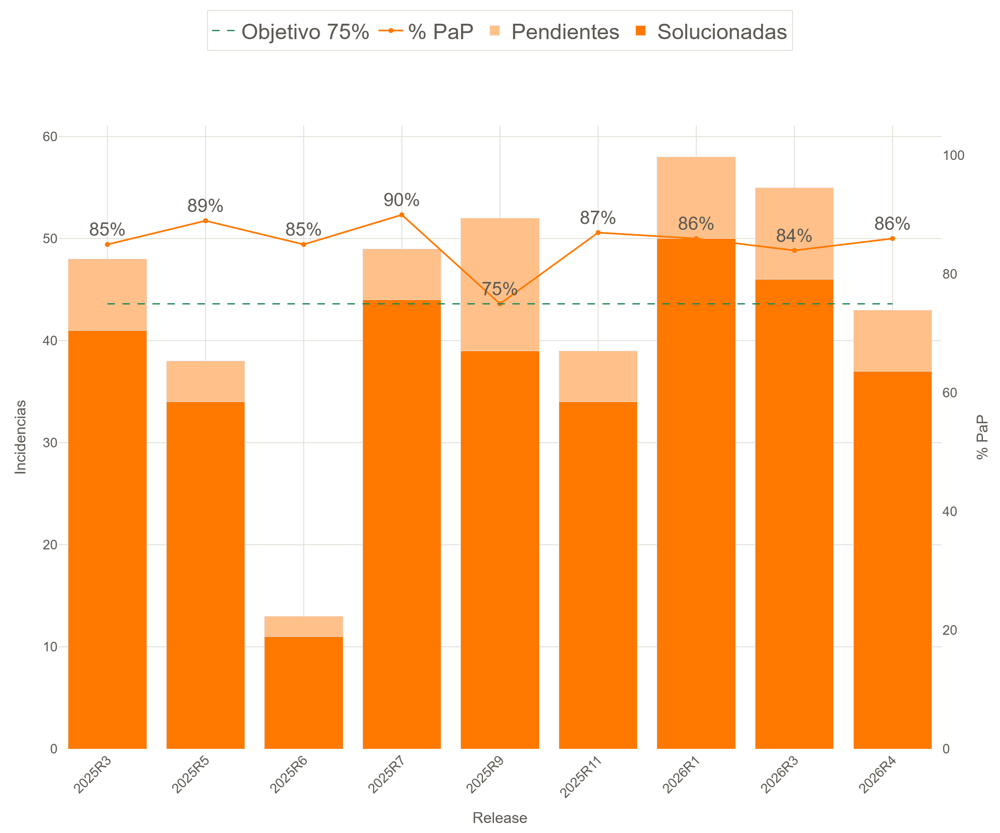 Objetivo 75% % PaP Pendientes Solucionadas
60
50
40
30
20
10
0
Incidencias
85%
89%
85%
90%
75%
87%
86%
84%
86%
100
80
60
40
20
0
% PaP
2025R3
2025R5
2025R6
2025R7
2025R9
2025R11
2026R1
2026R3
2026R4
Release